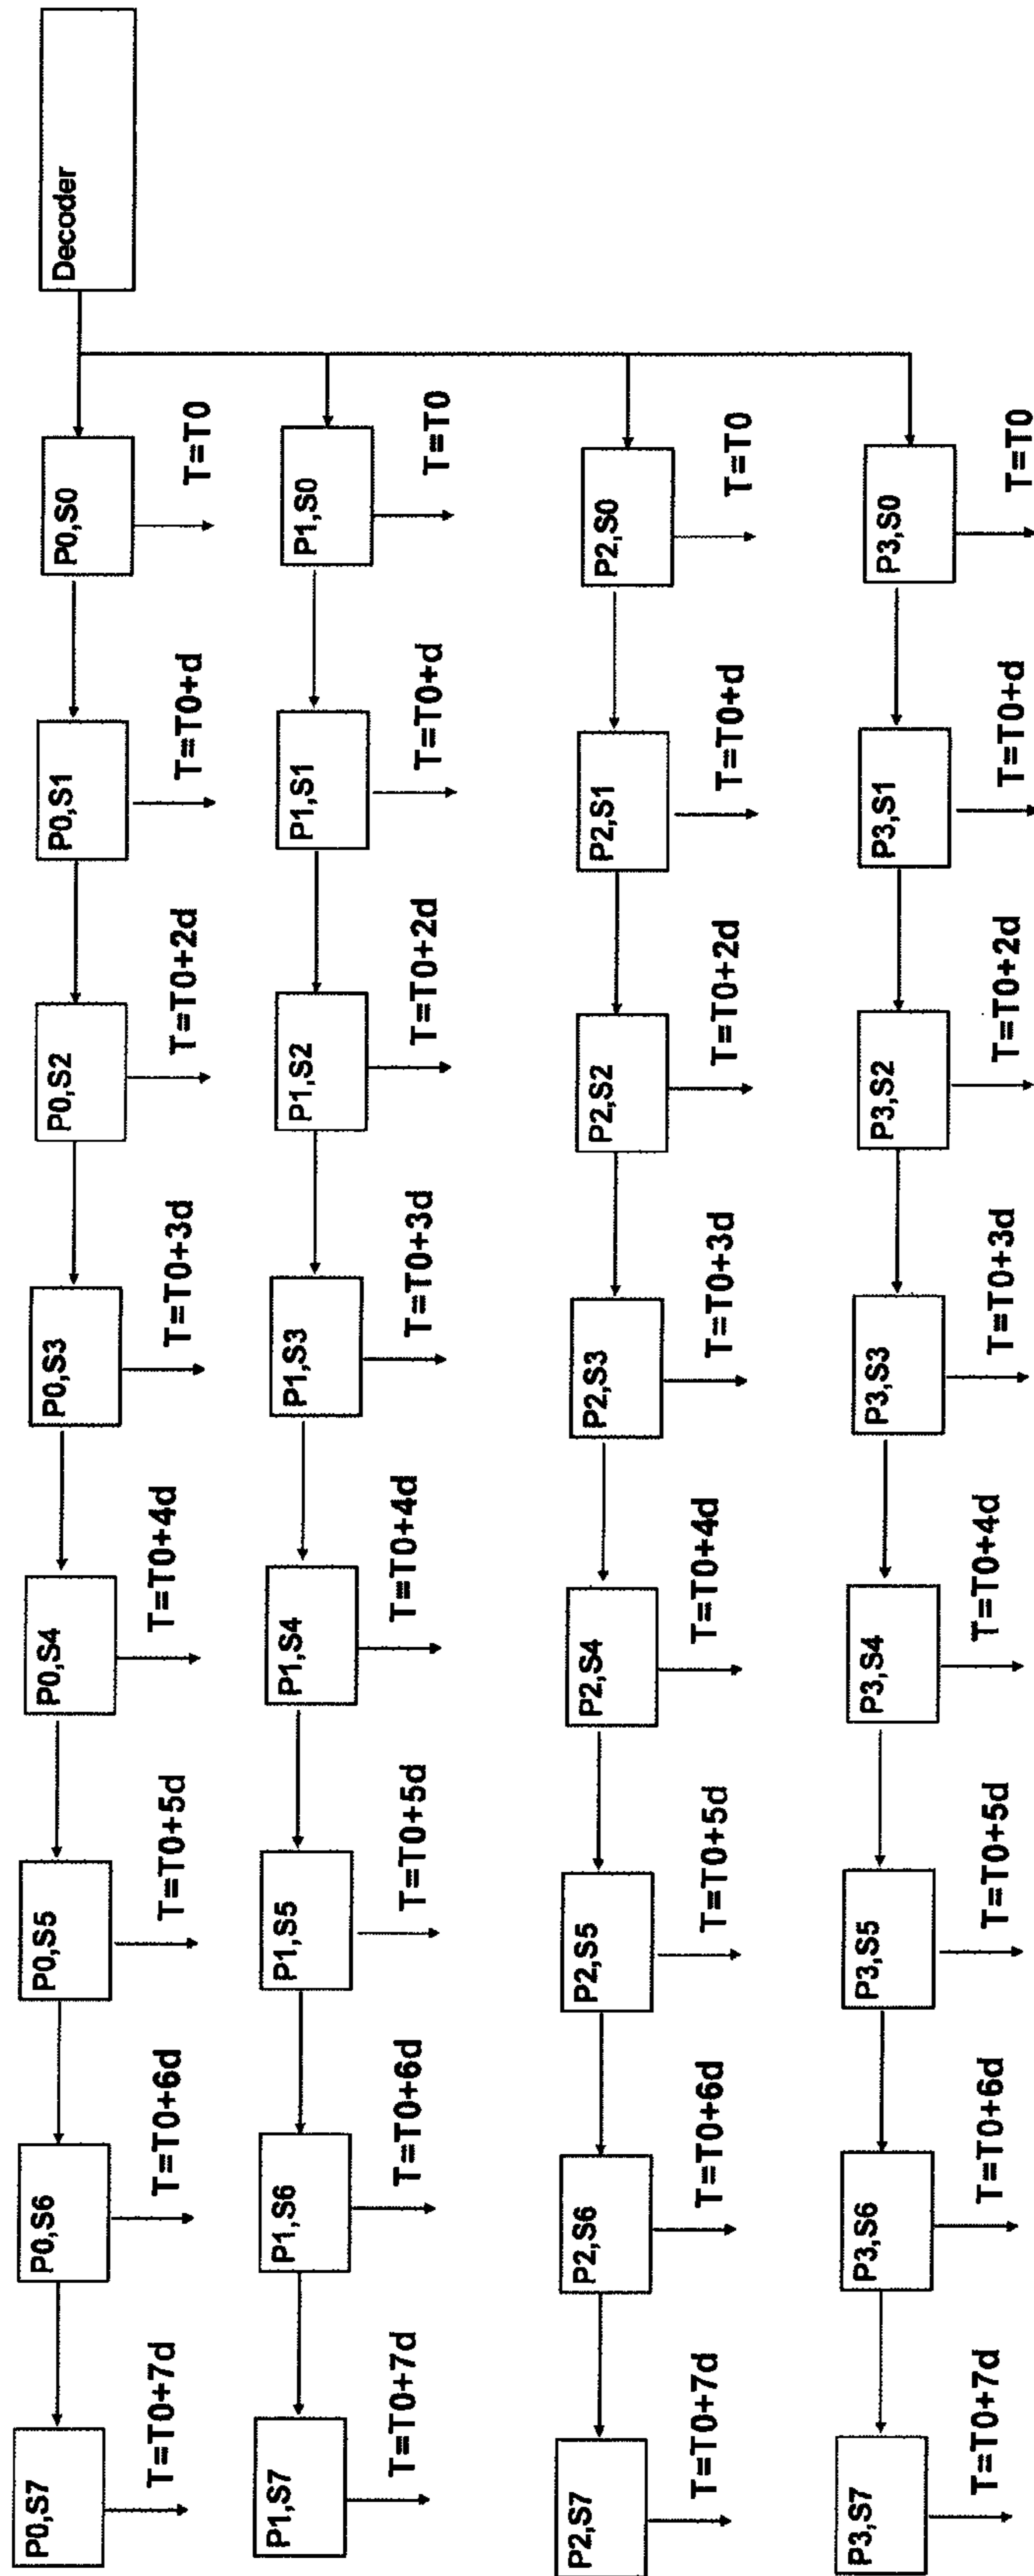 P0,S7
P0,S6
P0,S5
P0,S4
P0,S3
P0,S2
P0,S1
P0,S0
Decoder
T=T0+7d
T=T0+6d
T=T0+5d
T=T0+4d
T=T0+3d
T=T0+2d
T=T0+d
T=T0
P1,S7
P1,S6
P1,S5
P1,S4
P1,S3
P1,S2
P1,S1
P1,S0
T=T0+7d
T=T0+6d
T=T0+5d
T=T0+4d
T=T0+3d
T=T0+2d
T=T0+d
T=T0
P2,S7
P2,S6
P2,S5
P2,S4
P2,S3
P2,S2
P2,S1
P2,S0
T=T0+7d
T=T0+6d
T=T0+5d
T=T0+4d
T=T0+3d
T=T0+2d
T=T0+d
T=T0
P3,S7
P3,S6
P3,S5
P3,S4
P3,S3
P3,S2
P3,S1
P3,S0
T=T0+7d
T=T0+6d
T=T0+5d
T=T0+4d
T=T0+3d
T=T0+2d
T=T0+d
T=T0